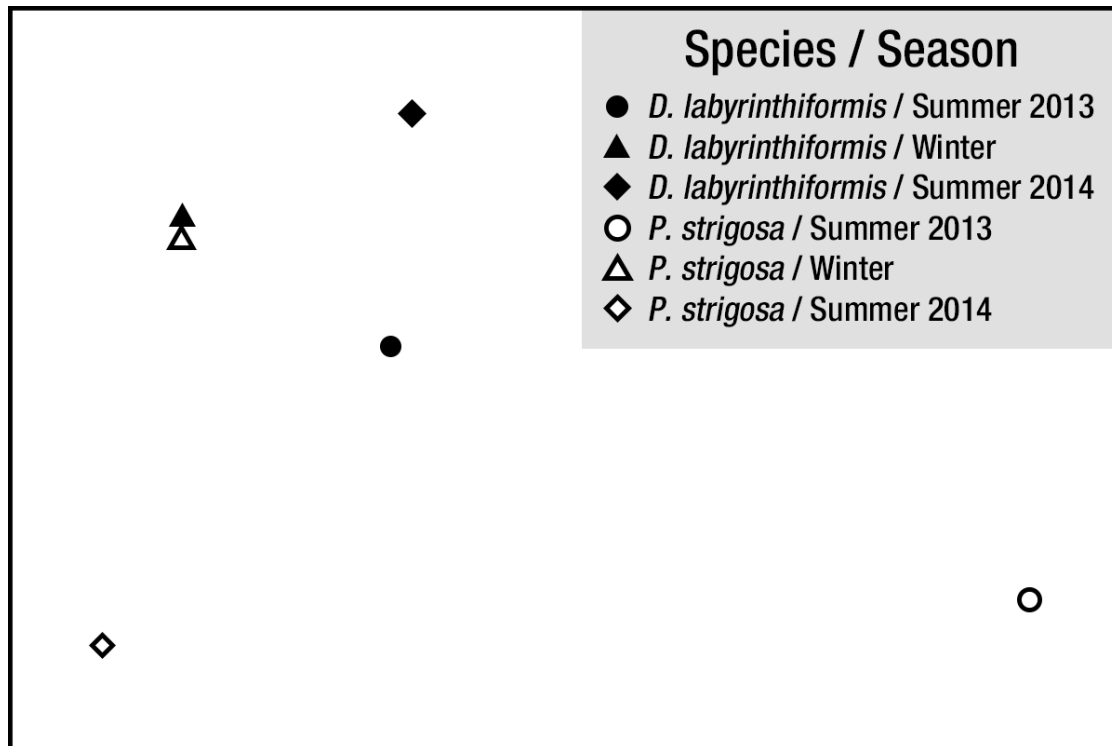 Species / Season
D. labyrinthiformis / Summer 2013
D. labyrinthiformis / Winter
D. labyrinthiformis / Summer 2014
P. strigosa / Summer 2013
P. strigosa / Winter
P. strigosa / Summer 2014